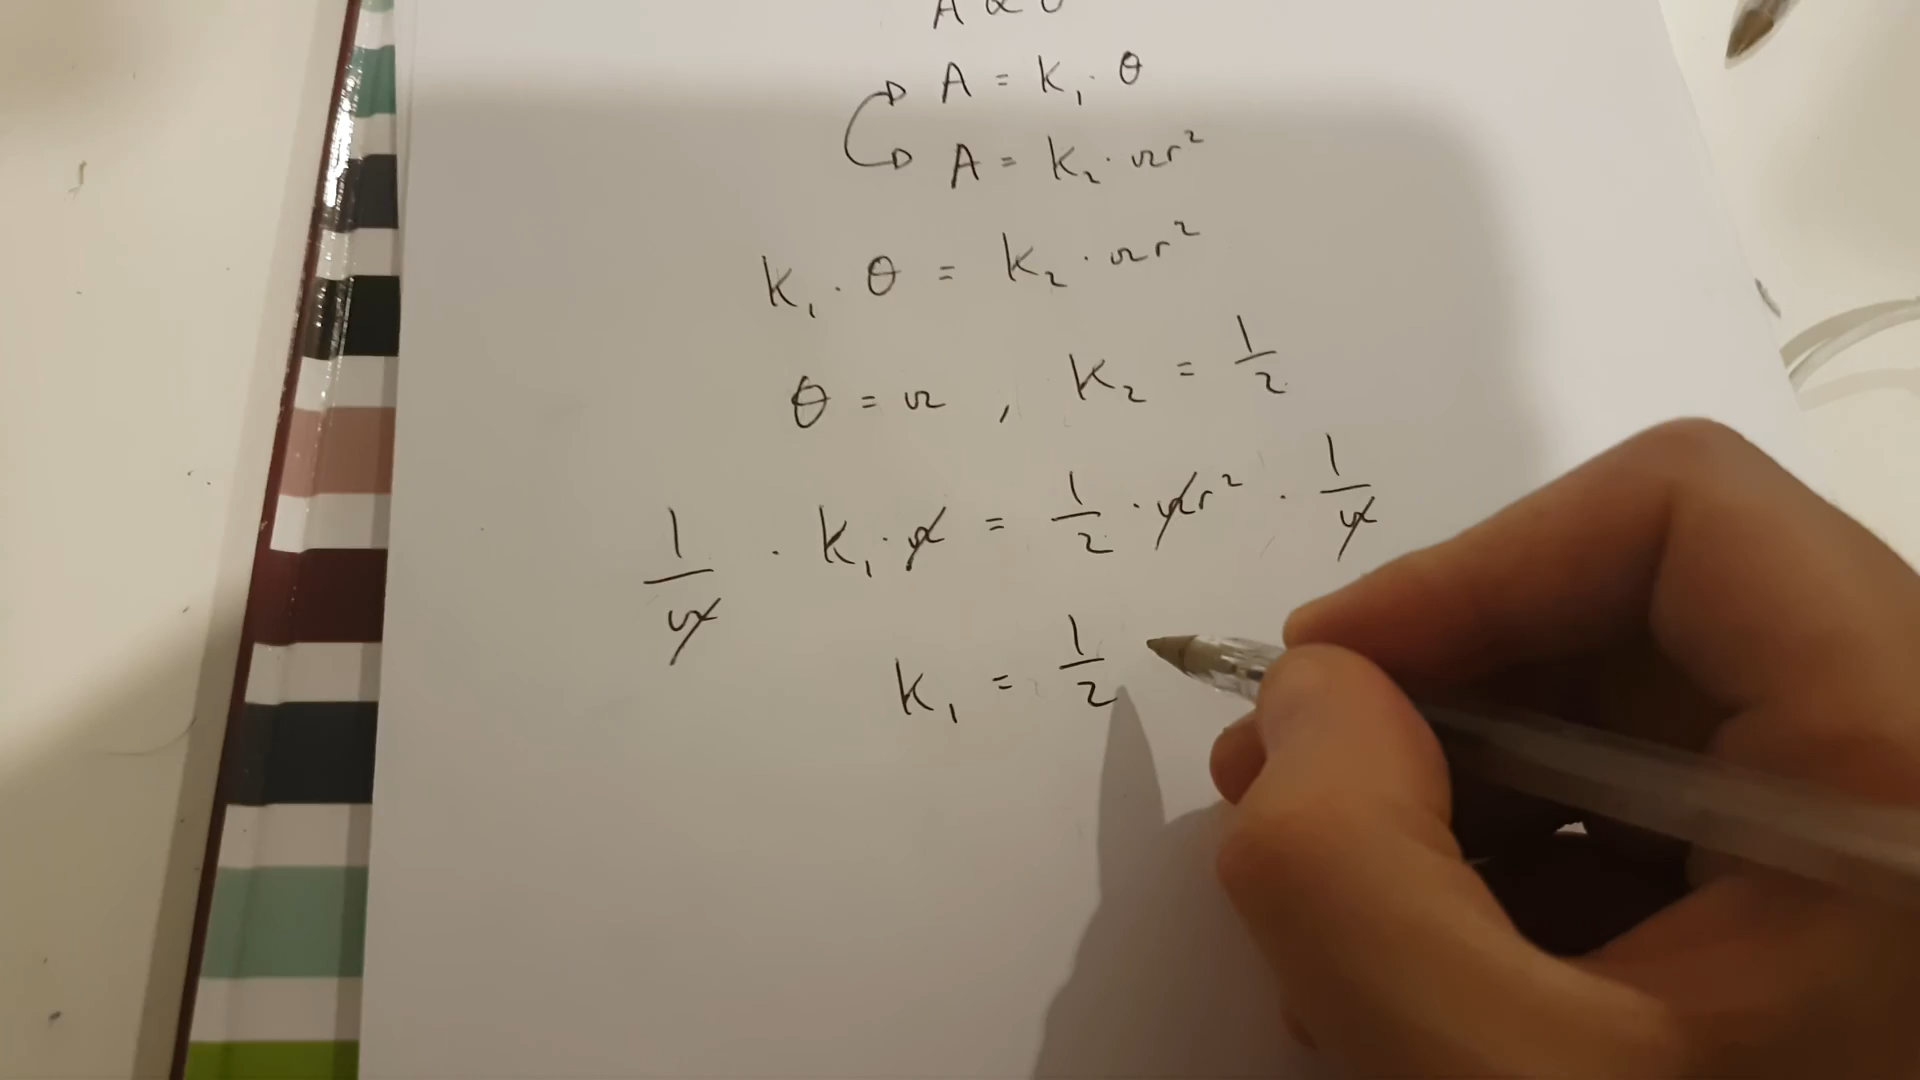 A ∝ θ
A = K₁ · θ
A = K₂ · πr²
K₁ · θ = K₂ · πr²
θ = π , K₂ = 1/2
1/π · K₁ · π = 1/2 · πr² · 1/π
K₁ = 1/2